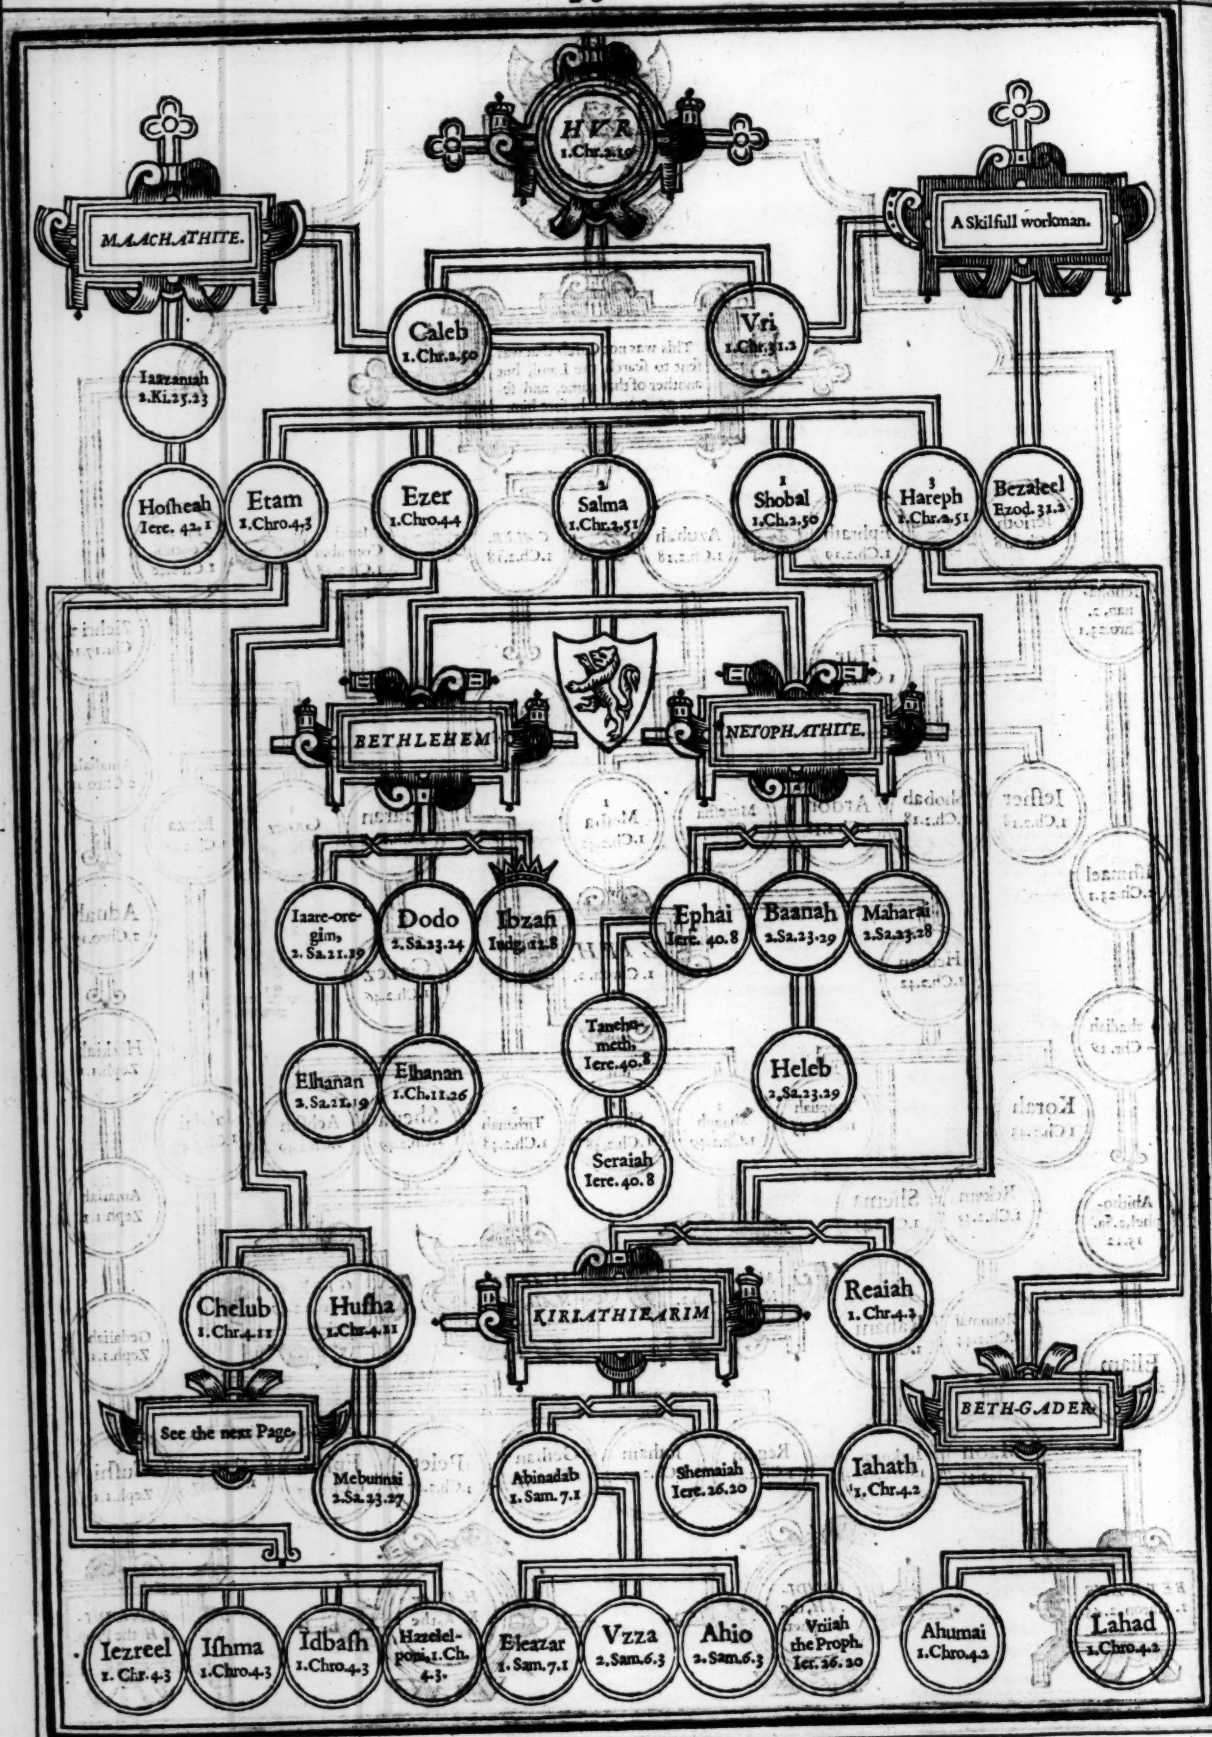 HVR
1.Chr.2.19
MAACHATHITE.
A Skilfull workman.
Caleb
1.Chr.2.50
Vri
1.Chr.31.2
Iaazaniah
2.Ki.25.23
Hosheah
Iere. 42.1
Etam
1.Chro.4.3
Ezer
1.Chro.4.4
2
Salma
1.Chr.2.51
1
Shobal
1.Ch.2.50
3
Hareph
1.Chr.2.51
Bezaleel
Exod. 31.2
BETHLEHEM
NETOPHATHITE.
Iaare-ore-
gim,
2. Sa.21.19
Dodo
2. Sa.23.24
Ibzan
Iudg. 12.8
Ephai
Iere. 40.8
Baanah
2.Sa.23.29
Maharai
2.Sa.23.28
Tanchu-
meth,
Iere.40.8
Elhanan
2.Sa.21.19
Elhanan
1.Ch.11.26
Heleb
2.Sa.23.29
Seraiah
Iere.40.8
Chelub
1.Chr.4.11
Husha
1.Chr.4.11
KIRIATHIEARIM
Reaiah
1.Chr.4.2
See the next Page.
BETH-GADER.
Mebunnai
2.Sa.23.27
Abinadab
1. Sam.7.1
Shemaiah
Iere.26.20
Iahath
1.Chr.4.2
Iezreel
1. Chr.4.3
Iſhma
1.Chro.4.3
Idbaſh
1.Chro.4.3
Hazelel-
poni,1.Ch.
4.3.
Eleazar
1. Sam.7.1
Vzza
2.Sam.6.3
Ahio
2.Sam.6.3
Vriiah
the Proph.
Ier.26.20
Ahumai
1.Chro.4.2
Lahad
1.Chro.4.2